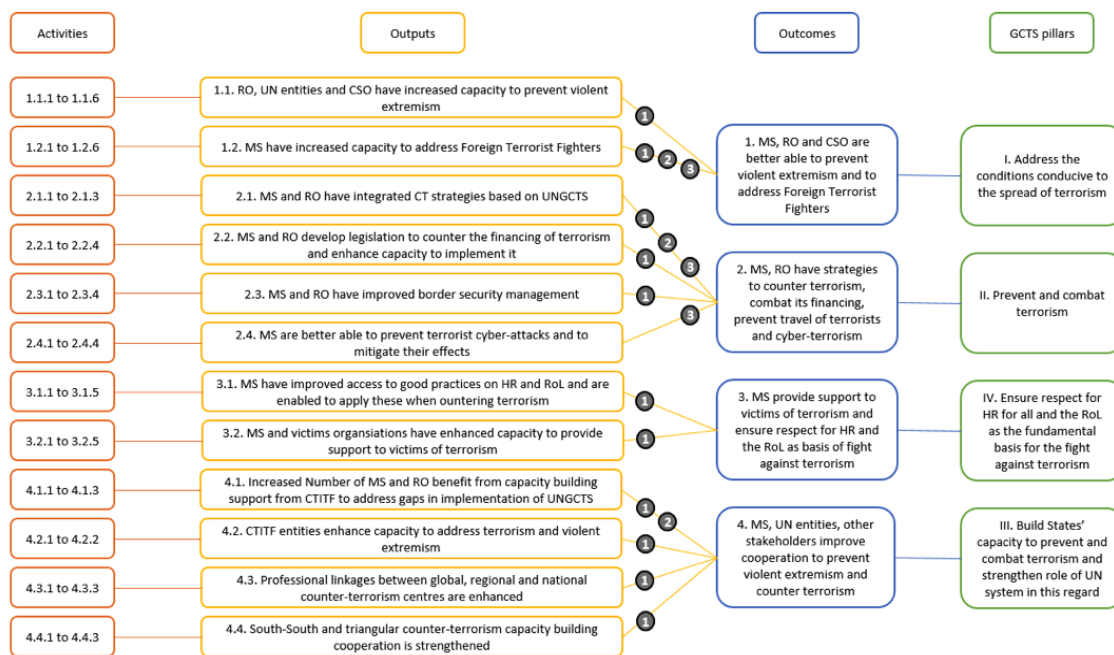 Activities
Outputs
Outcomes
GCTS pillars
1.1.1 to 1.1.6
1.1. RO, UN entities and CSO have increased capacity to prevent violent
extremism
1
1.2.1 to 1.2.6
1.2. MS have increased capacity to address Foreign Terrorist Fighters
1 2 3
1. MS, RO and CSO are
better able to prevent
violent extremism and to
address Foreign Terrorist
Fighters
I. Address the
conditions conducive to
the spread of terrorism
2.1.1 to 2.1.3
2.1. MS and RO have integrated CT strategies based on UNGCTS
1
2
3
2.2.1 to 2.2.4
2.2. MS and RO develop legislation to counter the financing of terrorism
and enhance capacity to implement it
1
2.3.1 to 2.3.4
2.3. MS and RO have improved border security management
1
2.4.1 to 2.4.4
2.4. MS are better able to prevent terrorist cyber-attacks and to
mitigate their effects
3
2. MS, RO have strategies
to counter terrorism,
combat its financing,
prevent travel of terrorists
and cyber-terrorism
II. Prevent and combat
terrorism
3.1.1 to 3.1.5
3.1. MS have improved access to good practices on HR and RoL and are
enabled to apply these when ountering terrorism
1
3.2.1 to 3.2.5
3.2. MS and victims organsiations have enhanced capacity to provide
support to victims of terrorism
1
3. MS provide support to
victims of terrorism and
ensure respect for HR and
the RoL as basis of fight
against terrorism
IV. Ensure respect for
HR for all and the RoL
as the fundamental
basis for the fight
against terrorism
4.1.1 to 4.1.3
4.1. Increased Number of MS and RO benefit from capacity building
support from CTITF to address gaps in implementation of UNGCTS
1
2
4.2.1 to 4.2.2
4.2. CTITF entities enhance capacity to address terrorism and violent
extremism
1
4.3.1 to 4.3.3
4.3. Professional linkages between global, regional and national
counter-terrorism centres are enhanced
1
4.4.1 to 4.4.3
4.4. South-South and triangular counter-terrorism capacity building
cooperation is strengthened
1
4. MS, UN entities, other
stakeholders improve
cooperation to prevent
violent extremism and
counter terrorism
III. Build States’
capacity to prevent and
combat terrorism and
strengthen role of UN
system in this regard